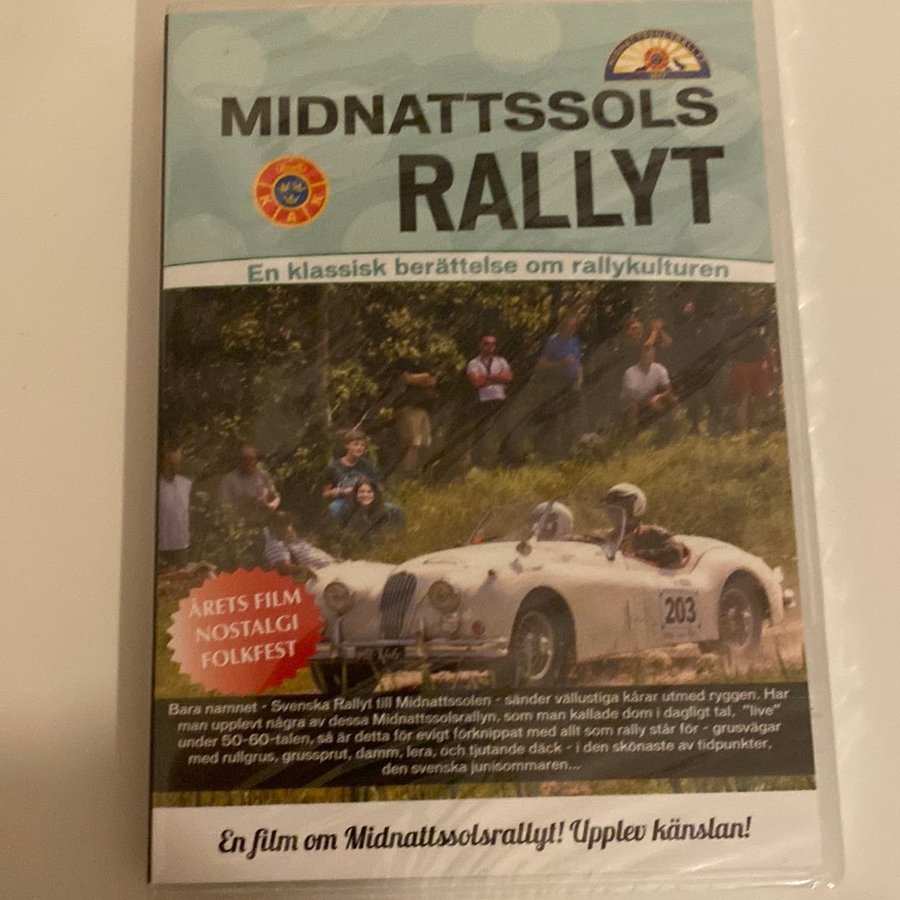 MIDNATTSSOLSRALLYT
MIDNATTSSOLS
RALLYT
KAK
En klassisk berättelse om rallykulturen
203
ÅRETS FILM
NOSTALGI
FOLKFEST
Bara namnet - Svenska Rallyt till Midnattssolen - sänder vällustiga kårar utmed ryggen. Har
man upplevt några av dessa Midnattssolsrallyn, som man kallade dom i dagligt tal, "live"
under 50-60-talen, så är detta för evigt förknippat med allt som rally står för - grusvägar
med rullgrus, grussprut, damm, lera, och tjutande däck - i den skönaste av tidpunkter,
den svenska junisommaren...
En film om Midnattssolsrallyt! Upplev känslan!